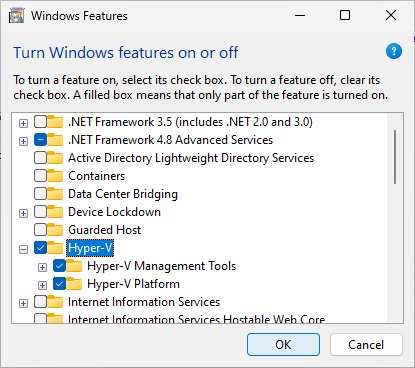 Windows Features
Turn Windows features on or off
To turn a feature on, select its check box. To turn a feature off, clear its
check box. A filled box means that only part of the feature is turned on.
.NET Framework 3.5 (includes .NET 2.0 and 3.0)
.NET Framework 4.8 Advanced Services
Active Directory Lightweight Directory Services
Containers
Data Center Bridging
Device Lockdown
Guarded Host
Hyper-V
Hyper-V Management Tools
Hyper-V Platform
Internet Information Services
Internet Information Services Hostable Web Core
OK Cancel